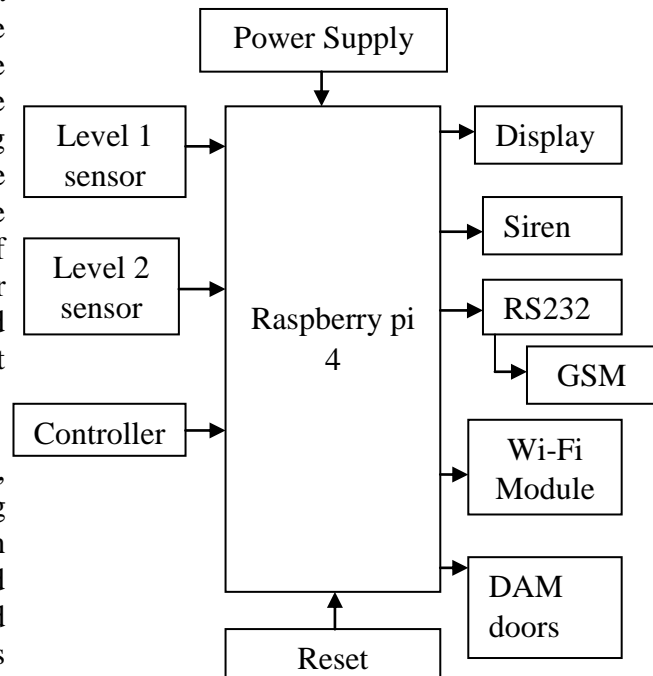 Power Supply
Level 1
sensor
Display
Siren
Level 2
sensor
Raspberry pi
4
RS232
GSM
Controller
Wi-Fi
Module
DAM
doors
Reset